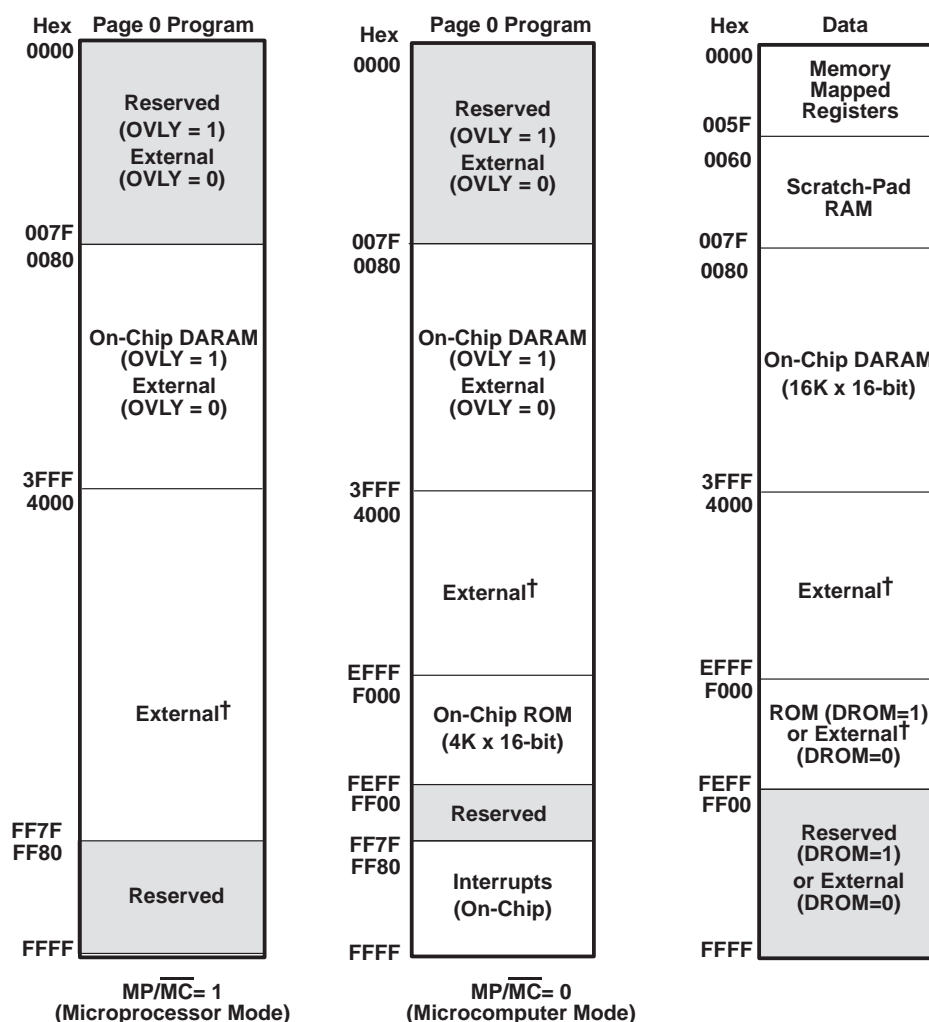 Hex
Page 0 Program
0000
Reserved
(OVLY = 1)
External
(OVLY = 0)
007F
0080
On-Chip DARAM
(OVLY = 1)
External
(OVLY = 0)
3FFF
4000
External†
FF7F
FF80
Reserved
FFFF
MP/MC= 1
(Microprocessor Mode)
Hex
Page 0 Program
0000
Reserved
(OVLY = 1)
External
(OVLY = 0)
007F
0080
On-Chip DARAM
(OVLY = 1)
External
(OVLY = 0)
3FFF
4000
External†
EFFF
F000
On-Chip ROM
(4K x 16-bit)
FEFF
FF00
Reserved
FF7F
FF80
Interrupts
(On-Chip)
FFFF
MP/MC= 0
(Microcomputer Mode)
Hex
Data
0000
Memory
Mapped
Registers
005F
0060
Scratch-Pad
RAM
007F
0080
On-Chip DARAM
(16K x 16-bit)
3FFF
4000
External†
EFFF
F000
ROM (DROM=1)
or External†
(DROM=0)
FEFF
FF00
Reserved
(DROM=1)
or External
(DROM=0)
FFFF